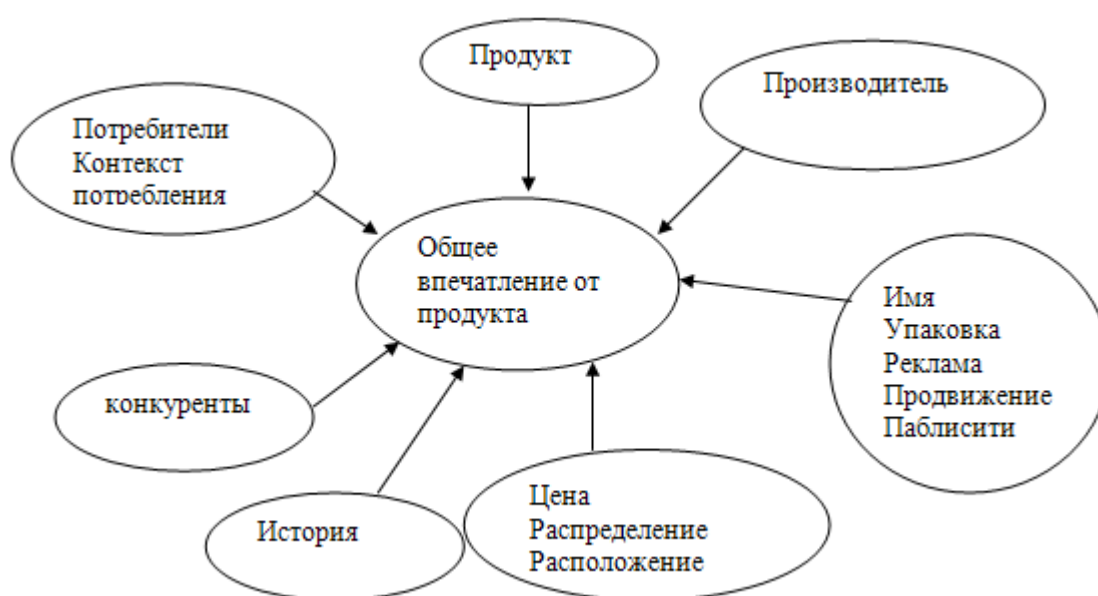 Продукт
Производитель
Потребители
Контекст
потребления
Общее
впечатление от
продукта
Имя
Упаковка
Реклама
Продвижение
Паблисити
конкуренты
История
Цена
Распределение
Расположение